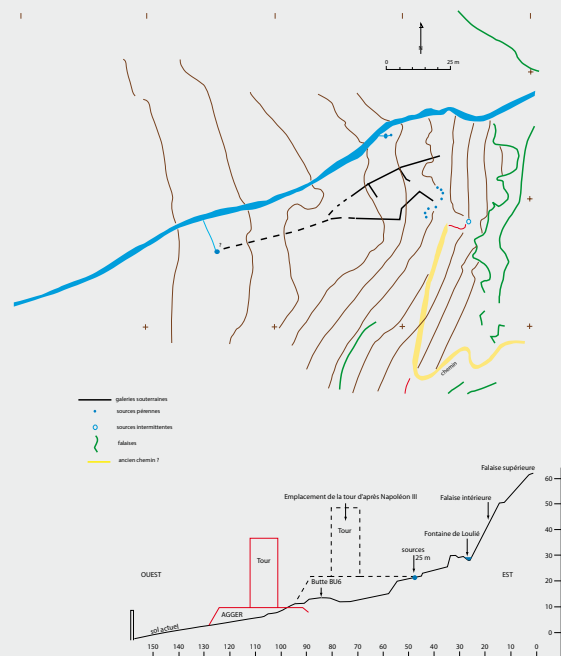 N
0 25 m
?
chemin
galeries souterraines
sources pérennes
sources intermittentes
falaises
ancien chemin ?
Falaise supérieure
Emplacement de la tour d'après Napoléon III
Falaise intérieure
Tour
Fontaine de Loulié
sources
25 m
Tour
OUEST
EST
Butte BU6
AGGER
sol actuel
60
50
40
30
20
10
0
150 130 120 110 100 90 80 70 60 50 40 30 20 10 0